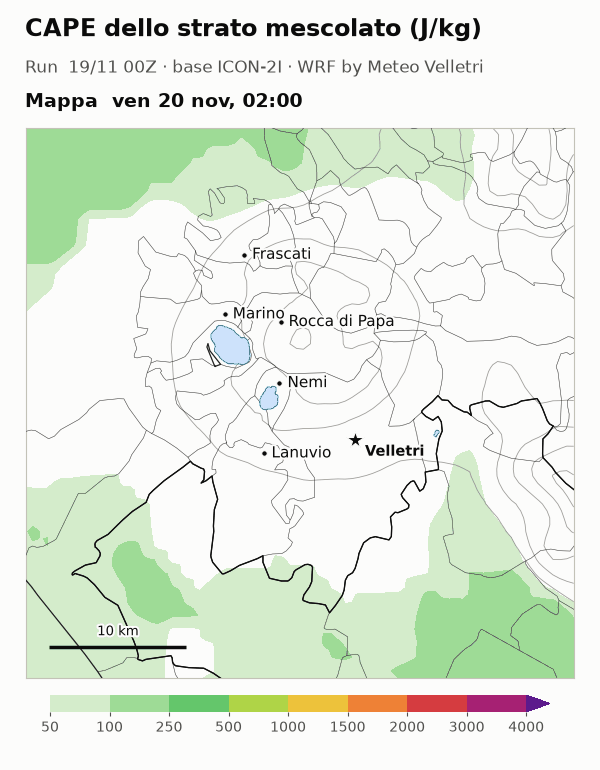 CAPE dello strato mescolato (J/kg)
Run  19/11 00Z · base ICON-2I · WRF by Meteo Velletri
Mappa  ven 20 nov, 02:00
Frascati
Marino
Rocca di Papa
Nemi
Velletri
Lanuvio
10 km
50 100 250 500 1000 1500 2000 3000 4000